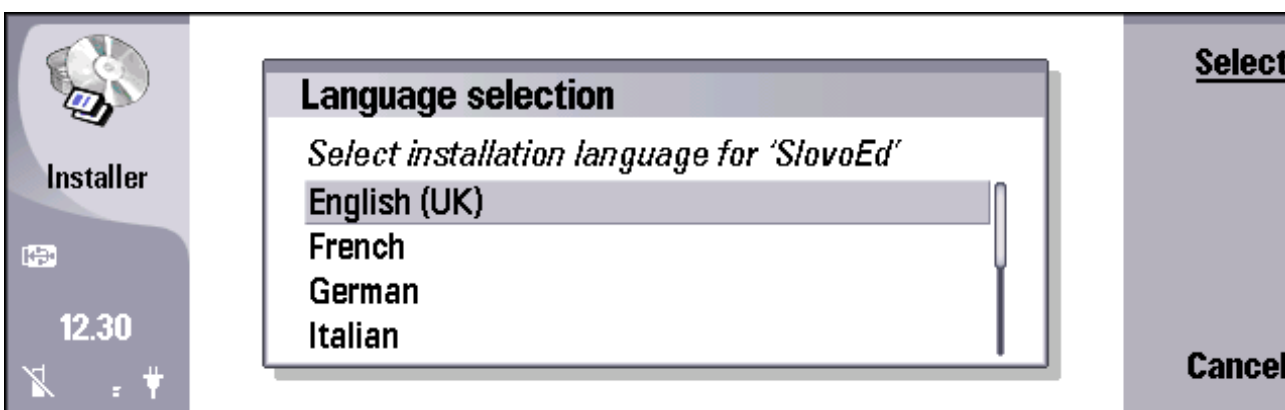 Installer
12.30
Language selection
Select installation language for 'SlovoEd'
English (UK)
French
German
Italian
Select
Cancel